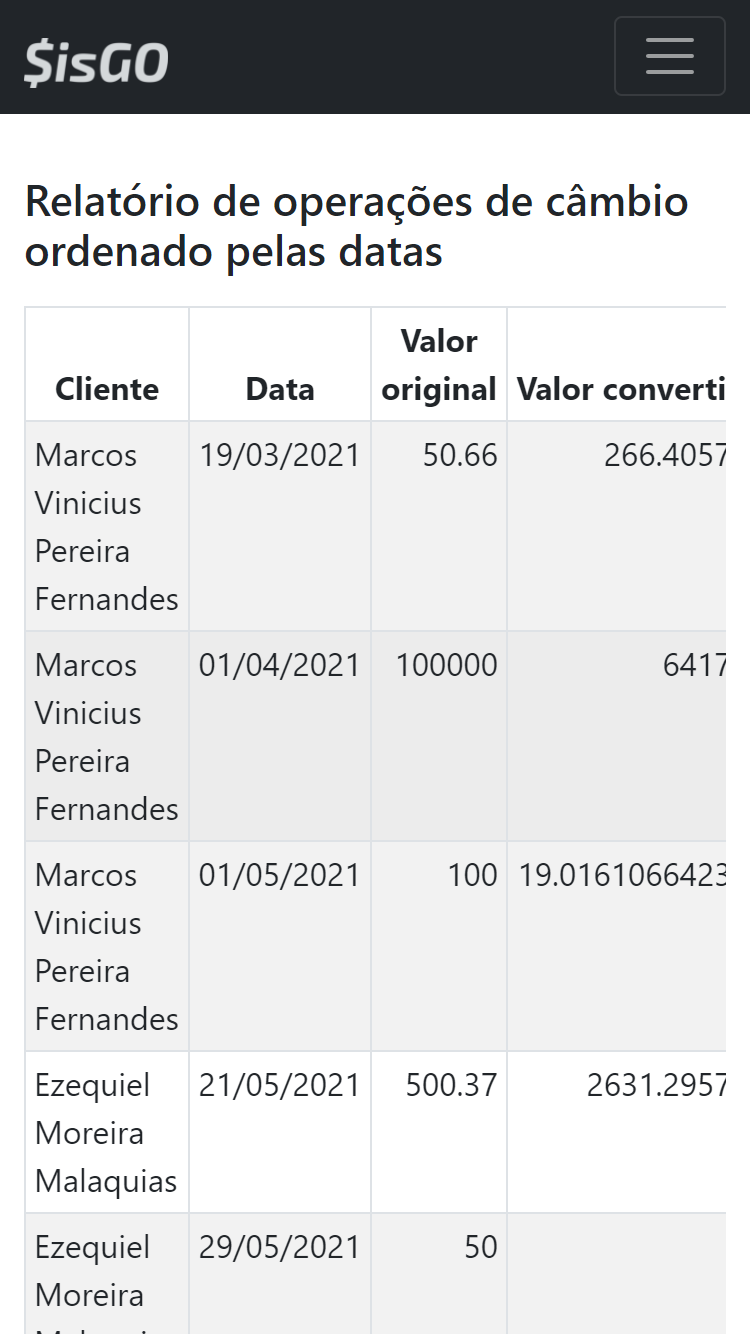 $isGO
Relatório de operações de câmbio
ordenado pelas datas
Cliente Data Valor original Valor converti
Marcos Vinicius Pereira Fernandes 19/03/2021 50.66 266.4057
Marcos Vinicius Pereira Fernandes 01/04/2021 100000 6417
Marcos Vinicius Pereira Fernandes 01/05/2021 100 19.0161066423
Ezequiel Moreira Malaquias 21/05/2021 500.37 2631.2957
Ezequiel Moreira 29/05/2021 50